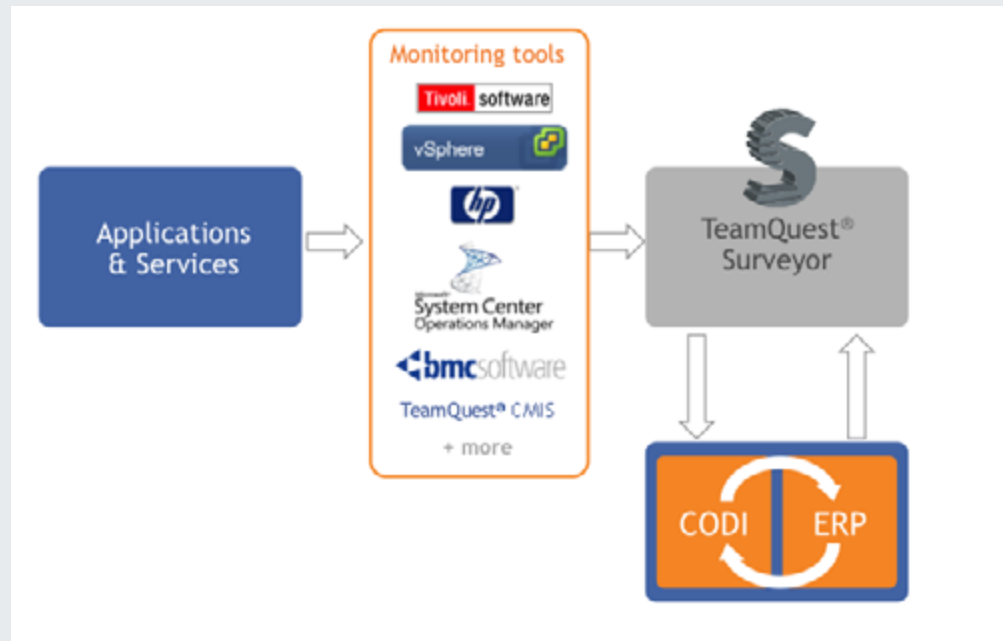 Monitoring tools
Tivoli. software
vSphere
hp
Microsoft
System Center
Operations Manager
bmcsoftware
TeamQuest® CMIS
+ more
Applications
& Services
S
TeamQuest®
Surveyor
CODI
ERP